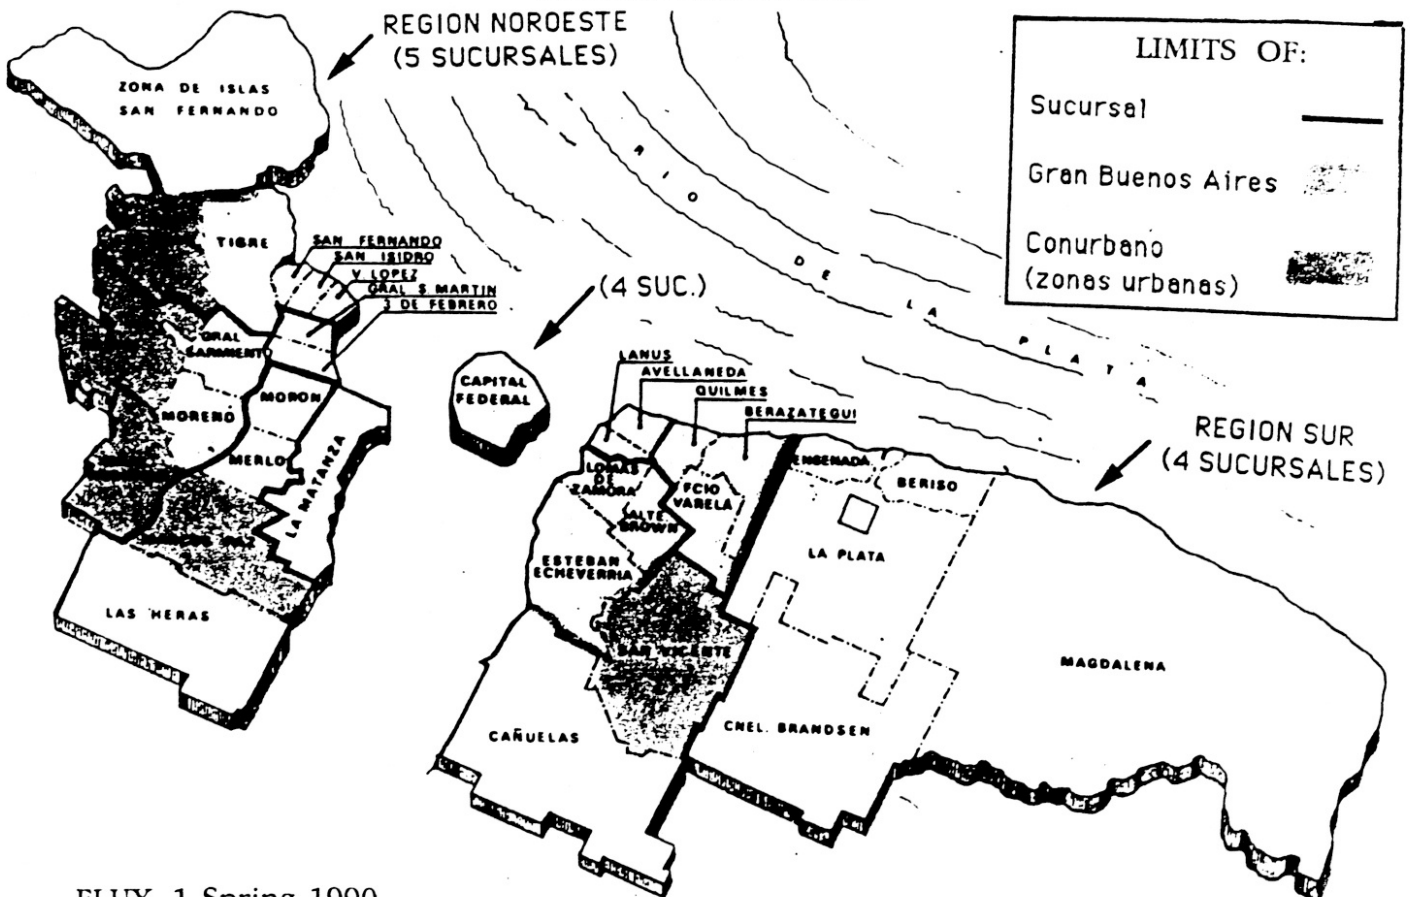 REGION NOROESTE
(5 SUCURSALES)
LIMITS OF:
Sucursal
Gran Buenos Aires
Conurbano
(zonas urbanas)
ZONA DE ISLAS
SAN FERNANDO
RIO DE LA PLATA
TIGRE
SAN FERNANDO
SAN ISIDRO
V. LOPEZ
GRAL S. MARTIN
3 DE FEBRERO
(4 SUC.)
GRAL
SARMIENT
MORENO
MORON
MERLO
LA MATANZA
LAS HERAS
CAPITAL
FEDERAL
LANUS
AVELLANEDA
QUILMES
BERAZATEGUI
REGION SUR
(4 SUCURSALES)
LOMAS
DE
ZAMORA
FCIO
VARELA
ALTE
BROWN
ENSENADA
BERISO
ESTEBAN
ECHEVERRIA
LA PLATA
SAN VICENTE
MAGDALENA
CAÑUELAS
CNEL. BRANDSEN
FLUX 1 Spring 1990